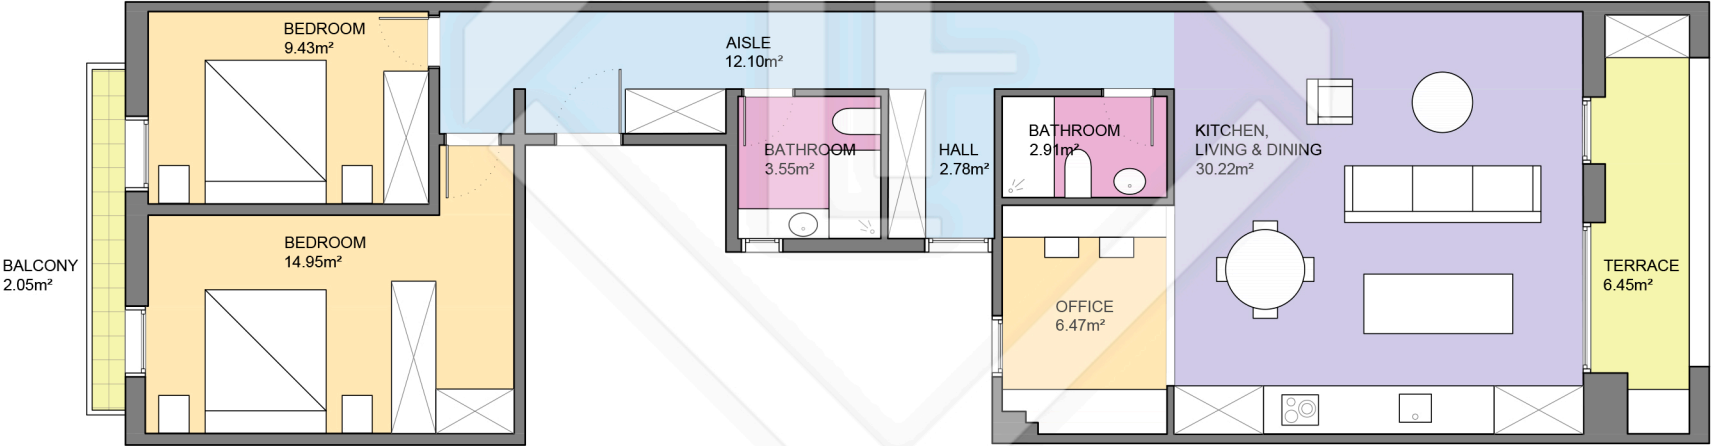 BEDROOM
9.43m²
AISLE
12.10m²
BATHROOM
3.55m²
HALL
2.78m²
BATHROOM
2.91m²
KITCHEN,
LIVING & DINING
30.22m²
BEDROOM
14.95m²
BALCONY
2.05m²
OFFICE
6.47m²
TERRACE
6.45m²